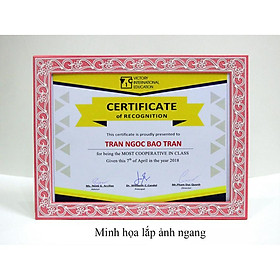 VICTORY
INTERNATIONAL
EDUCATION
CERTIFICATE
of RECOGNITION
This certificate is proudly presented to
TRAN NGOC BAO TRAN
for being the MOST COOPERATIVE IN CLASS
Given this 7th of April in the year 2018
Minh họa lắp ảnh ngang